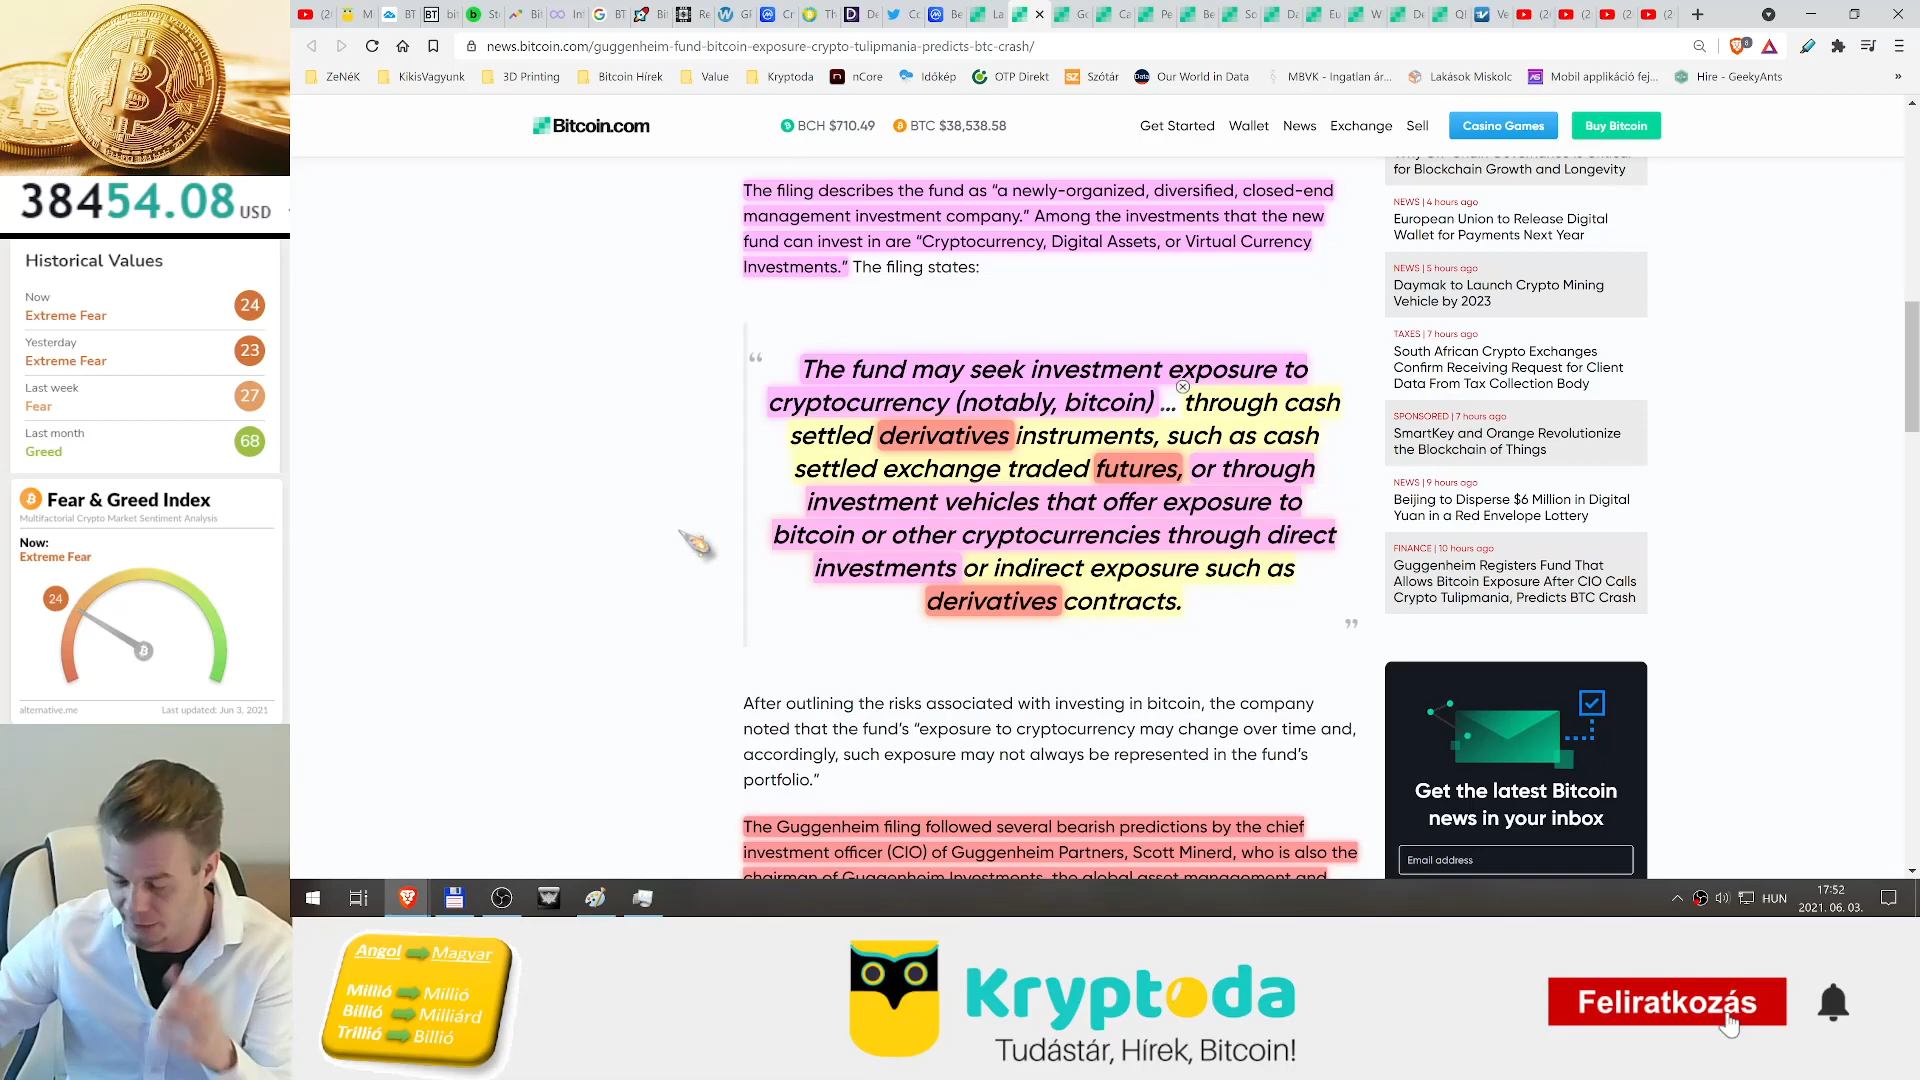 38454.08 USD
Historical Values
Now
Extreme Fear
24
Yesterday
Extreme Fear
23
Last week
Fear
27
Last month
Greed
68
Fear & Greed Index
Multifactorial Crypto Market Sentiment Analysis
Now:
Extreme Fear
24
alternative.me
Last updated: Jun 3, 2021
news.bitcoin.com/guggenheim-fund-bitcoin-exposure-crypto-tulipmania-predicts-btc-crash/
8
ZeNéK
KikisVagyunk
3D Printing
Bitcoin Hírek
Value
Kryptoda
nCore
Időkép
OTP Direkt
SZ Szótár
Our World in Data
MBVK - Ingatlan ár...
Lakások Miskolc
Mobil applikáció fej...
Hire - GeekyAnts
Bitcoin.com
BCH $710.49
BTC $38,538.58
Get Started
Wallet
News
Exchange
Sell
Casino Games
Buy Bitcoin
The filing describes the fund as “a newly-organized, diversified, closed-end
management investment company.” Among the investments that the new
fund can invest in are “Cryptocurrency, Digital Assets, or Virtual Currency
Investments.” The filing states:
“
The fund may seek investment exposure to
cryptocurrency (notably, bitcoin) … through cash
settled derivatives instruments, such as cash
settled exchange traded futures, or through
investment vehicles that offer exposure to
bitcoin or other cryptocurrencies through direct
investments or indirect exposure such as
derivatives contracts.
”
After outlining the risks associated with investing in bitcoin, the company
noted that the fund’s “exposure to cryptocurrency may change over time and,
accordingly, such exposure may not always be represented in the fund’s
portfolio.”
The Guggenheim filing followed several bearish predictions by the chief
investment officer (CIO) of Guggenheim Partners, Scott Minerd, who is also the
chairman of Guggenheim Investments, the global asset management and
for Blockchain Growth and Longevity
NEWS | 4 hours ago
European Union to Release Digital
Wallet for Payments Next Year
NEWS | 5 hours ago
Daymak to Launch Crypto Mining
Vehicle by 2023
TAXES | 7 hours ago
South African Crypto Exchanges
Confirm Receiving Request for Client
Data From Tax Collection Body
SPONSORED | 7 hours ago
SmartKey and Orange Revolutionize
the Blockchain of Things
NEWS | 9 hours ago
Beijing to Disperse $6 Million in Digital
Yuan in a Red Envelope Lottery
FINANCE | 10 hours ago
Guggenheim Registers Fund That
Allows Bitcoin Exposure After CIO Calls
Crypto Tulipmania, Predicts BTC Crash
Get the latest Bitcoin
news in your inbox
Email address
HUN
17:52
2021. 06. 03.
Angol Magyar
Millió Millió
Billió Milliárd
Trillió Billió
Kryptoda
Tudástár, Hírek, Bitcoin!
Feliratkozás